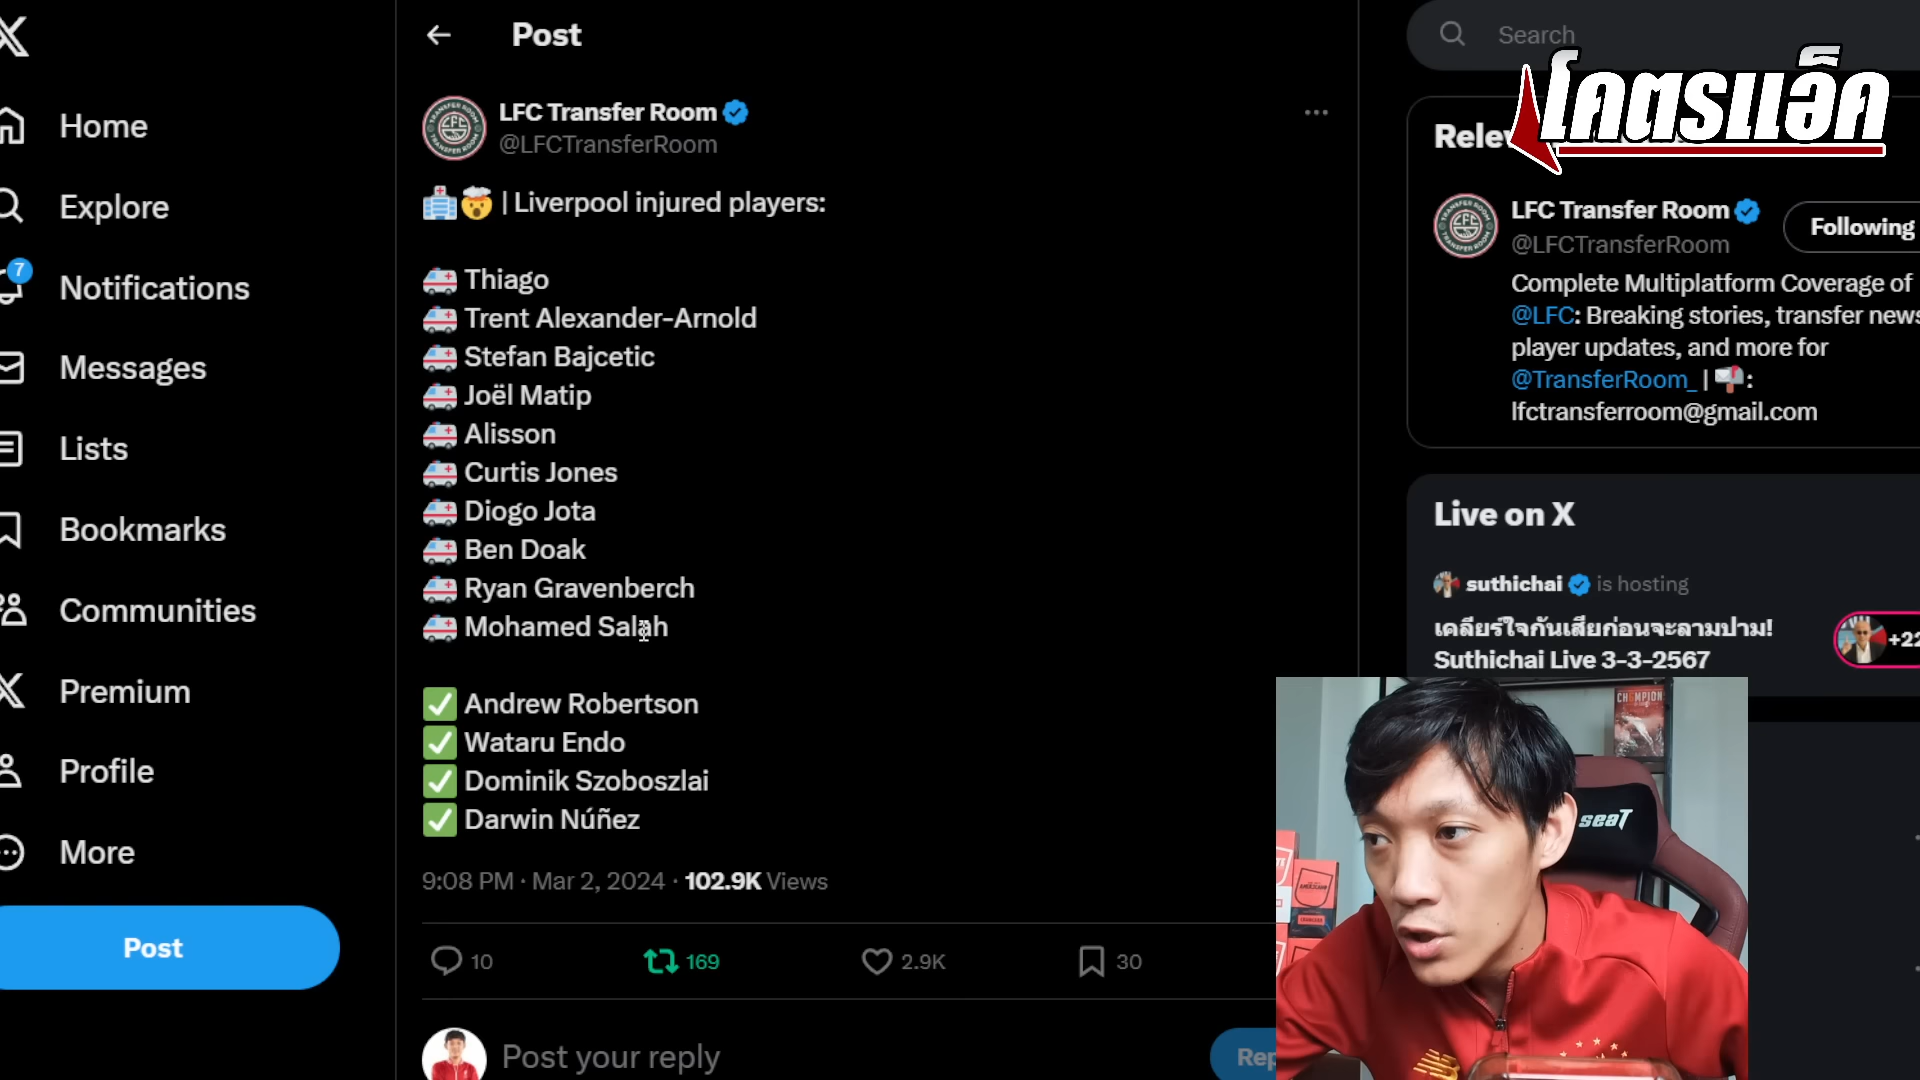 Home
Explore
7
Notifications
Messages
Lists
Bookmarks
Communities
Premium
Profile
More
Post
Post
LFC Transfer Room
@LFCTransferRoom
| Liverpool injured players:
Thiago
Trent Alexander-Arnold
Stefan Bajcetic
Joël Matip
Alisson
Curtis Jones
Diogo Jota
Ben Doak
Ryan Gravenberch
Mohamed Salah
Andrew Robertson
Wataru Endo
Dominik Szoboszlai
Darwin Núñez
9:08 PM · Mar 2, 2024 · 102.9K Views
10
169
2.9K
30
Post your reply
Search
โคตรแอ็ค
LFC Transfer Room
Following
@LFCTransferRoom
Complete Multiplatform Coverage of
@LFC: Breaking stories, transfer news
player updates, and more for
@TransferRoom_ | :
lfctransferroom@gmail.com
Live on X
suthichai is hosting
เคลียร์ใจกันเสียก่อนจะลามปาม!
Suthichai Live 3-3-2567
+22
seaT